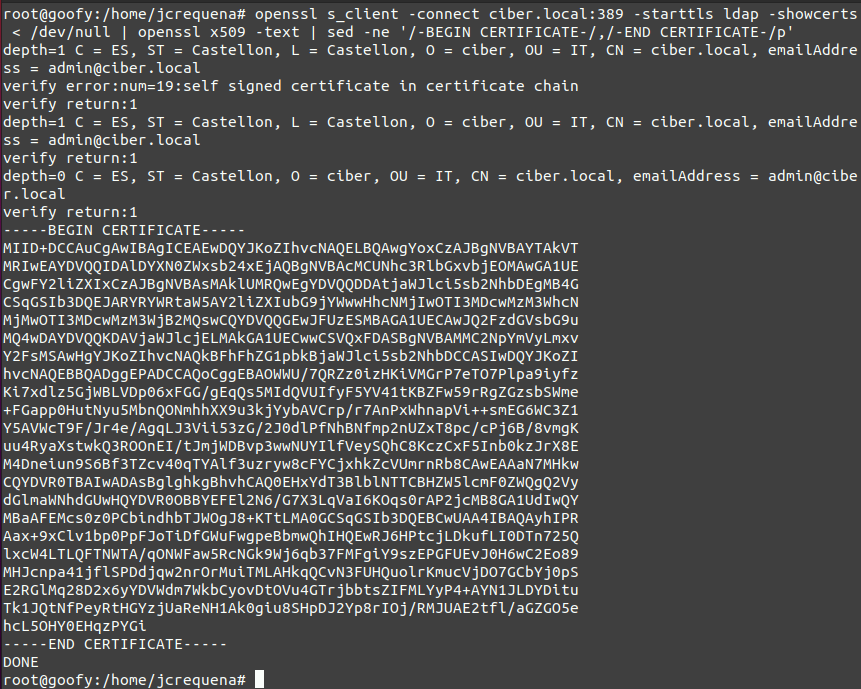 root@goofy:/home/jcrequena# openssl s_client -connect ciber.local:389 -starttls ldap -showcerts
 < /dev/null | openssl x509 -text | sed -ne '/-BEGIN CERTIFICATE-/,/-END CERTIFICATE-/p'
depth=1 C = ES, ST = Castellon, L = Castellon, O = ciber, OU = IT, CN = ciber.local, emailAddre
ss = admin@ciber.local
verify error:num=19:self signed certificate in certificate chain
verify return:1
depth=1 C = ES, ST = Castellon, L = Castellon, O = ciber, OU = IT, CN = ciber.local, emailAddre
ss = admin@ciber.local
verify return:1
depth=0 C = ES, ST = Castellon, O = ciber, OU = IT, CN = ciber.local, emailAddress = admin@cibe
r.local
verify return:1
-----BEGIN CERTIFICATE-----
MIID+DCCAuCgAwIBAgICEAEwDQYJKoZIhvcNAQELBQAwgYoxCzAJBgNVBAYTAkVT
MRIwEAYDVQQIDAlDYXN0ZWxsb24xEjAQBgNVBAcMCUNhc3RlbGxvbjEOMAwGA1UE
CgwFY2liZXIxCzAJBgNVBAsMAklUMRQwEgYDVQQDDAtjaWJlci5sb2NhbDEgMB4G
CSqGSIb3DQEJARYRYWRtaW5AY2liZXIubG9jYWwwHhcNMjIwOTI3MDcwMzM3WhcN
MjMwOTI3MDcwMzM3WjB2MQswCQYDVQQGEwJFUzESMBAGA1UECAwJQ2FzdGVsbG9u
MQ4wDAYDVQQKDAVjaWJlcjELMAkGA1UECwwCSVQxFDASBgNVBAMMC2NpYmVyLmxv
Y2FsMSAwHgYJKoZIhvcNAQkBFhFhZG1pbkBjaWJlci5sb2NhbDCCASIwDQYJKoZI
hvcNAQEBBQADggEPADCCAQoCggEBAOWWU/7QRZz0izHKiVMGrP7eTO7Plpa9iyfz
Ki7xdlz5GjWBLVDp06xFGG/gEqQs5MIdQVUIfyF5YV41tKBZFw59rRgZGzsbSWme
+FGapp0HutNyu5MbnQONmhhXX9u3kjYybAVCrp/r7AnPxWhnapVi++smEG6WC3Z1
Y5AVWcT9F/Jr4e/AgqLJ3Vii53zG/2J0dlPfNhBNfmp2nUZxT8pc/cPj6B/8vmgK
uu4RyaXstwkQ3ROOnEI/tJmjWDBvp3wwNUYIlfVeySQhC8KczCxF5Inb0kzJrX8E
M4Dneiun9S6Bf3TZcv40qTYAlf3uzryw8cFYCjxhkZcVUmrnRb8CAwEAAaN7MHkw
CQYDVR0TBAIwADAsBglghkgBhvhCAQ0EHxYdT3BlblNTTCBHZW5lcmF0ZWQgQ2Vy
dGlmaWNhdGUwHQYDVR0OBBYEFEl2N6/G7X3LqVaI6KOqs0rAP2jcMB8GA1UdIwQY
MBaAFEMcs0z0PCbindhbTJWOgJ8+KTtLMA0GCSqGSIb3DQEBCwUAA4IBAQAyhIPR
Aax+9xClv1bp0PpFJoTiDfGWuFwgpeBbmwQhIHQEwRJ6HPtcjLDkufLI0DTn725Q
lxcW4LTLQFTNWTA/qONWFaw5RcNGk9Wj6qb37FMFgiY9szEPGFUEvJ0H6wC2Eo89
MHJcnpa41jflSPDdjqw2nrOrMuiTMLAHkqQCvN3FUHQuolrKmucVjDO7GCbYj0pS
E2RGlMq28D2x6yYDVWdm7WkbCyovDtOVu4GTrjbbtsZIFMLYyP4+AYN1JLDYDitu
Tk1JQtNfPeyRtHGYzjUaReNH1Ak0giu8SHpDJ2Yp8rIOj/RMJUAE2tfl/aGZGO5e
hcL5OHY0EHqzPYGi
-----END CERTIFICATE-----
DONE
root@goofy:/home/jcrequena#